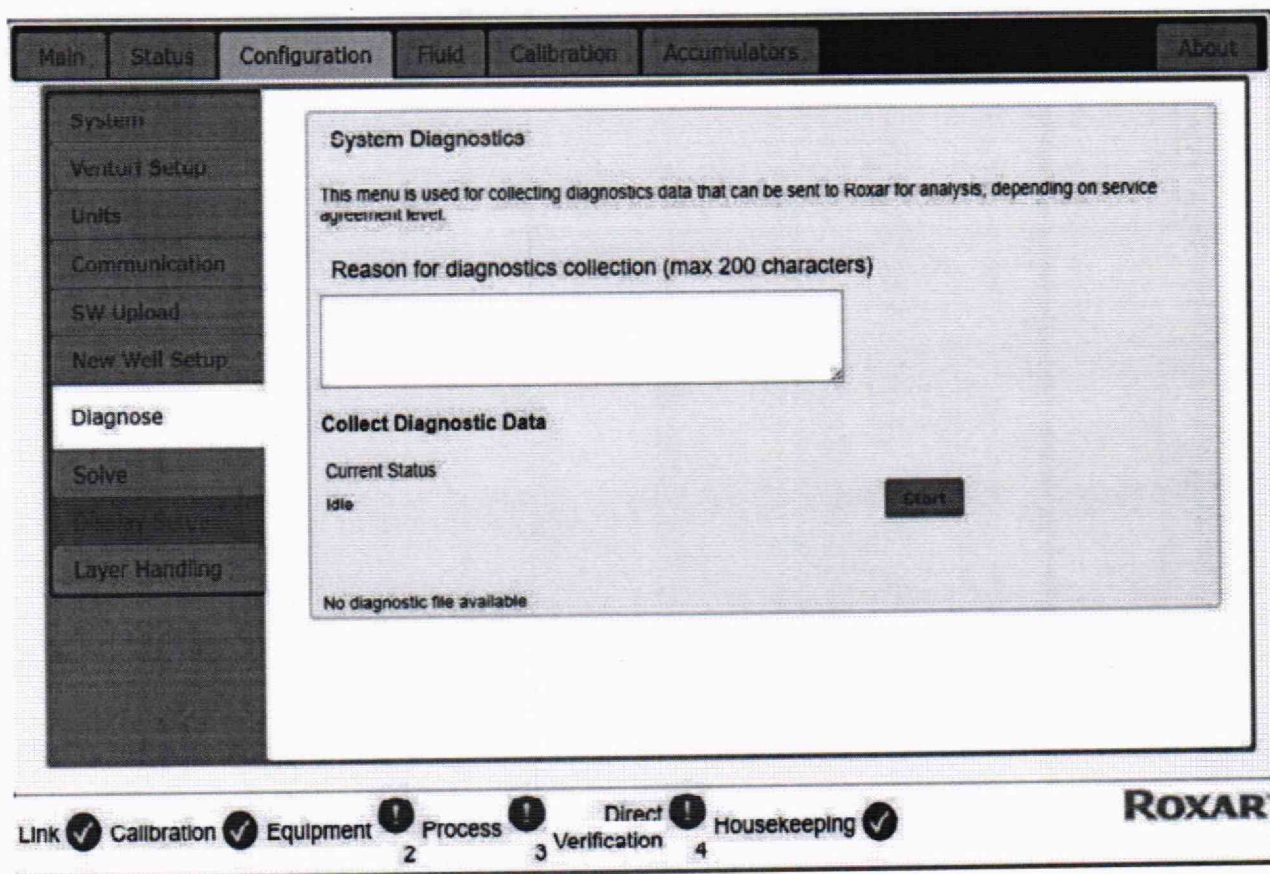 Main Status Configuration Fluid Calibration Accumulators About
System
Venturi Setup
Units
Communication
SW Upload
New Well Setup
Diagnose
Solve
Display Solve
Layer Handling
System Diagnostics
This menu is used for collecting diagnostics data that can be sent to Roxar for analysis, depending on service
agreement level.
Reason for diagnostics collection (max 200 characters)
Collect Diagnostic Data
Current Status
Idle
Start
No diagnostic file available
Link Calibration Equipment 2 Process 3 Direct Verification 4 Housekeeping
ROXAR